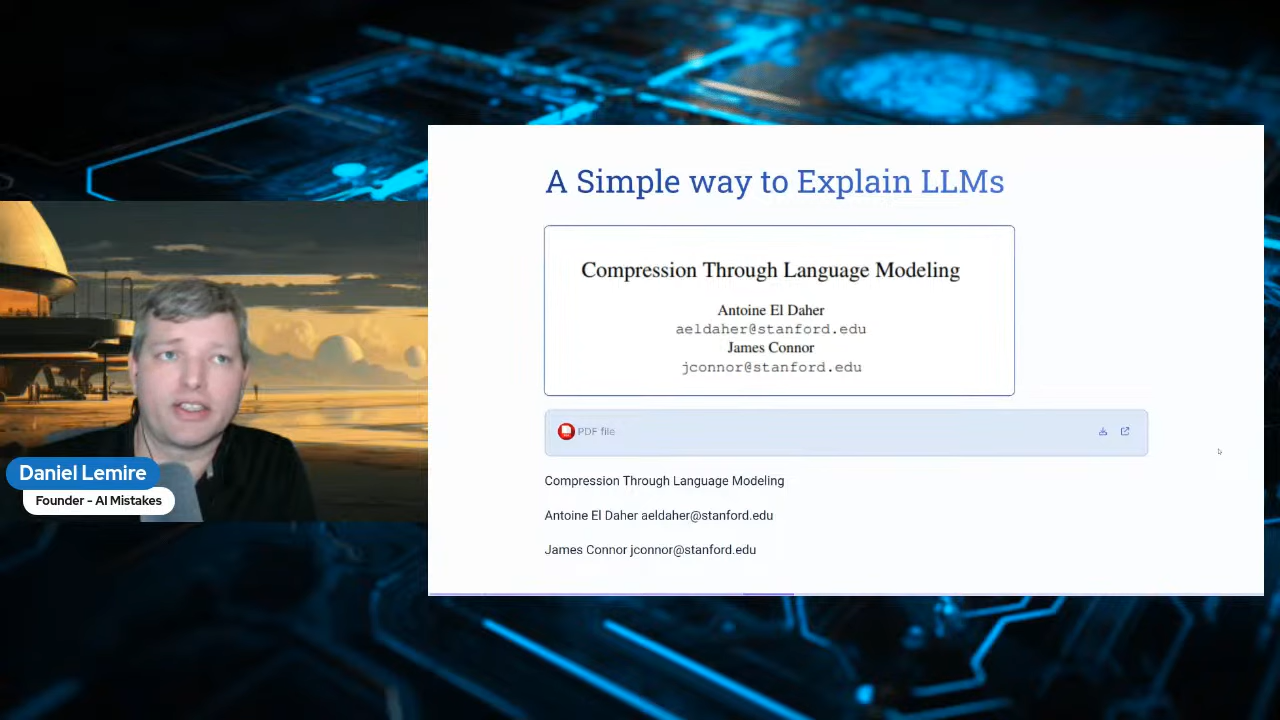 A Simple way to Explain LLMs
Compression Through Language Modeling
Antoine El Daher
aeldaher@stanford.edu
James Connor
jconnor@stanford.edu
PDF file
Compression Through Language Modeling
Antoine El Daher aeldaher@stanford.edu
James Connor jconnor@stanford.edu
Daniel Lemire
Founder - AI Mistakes